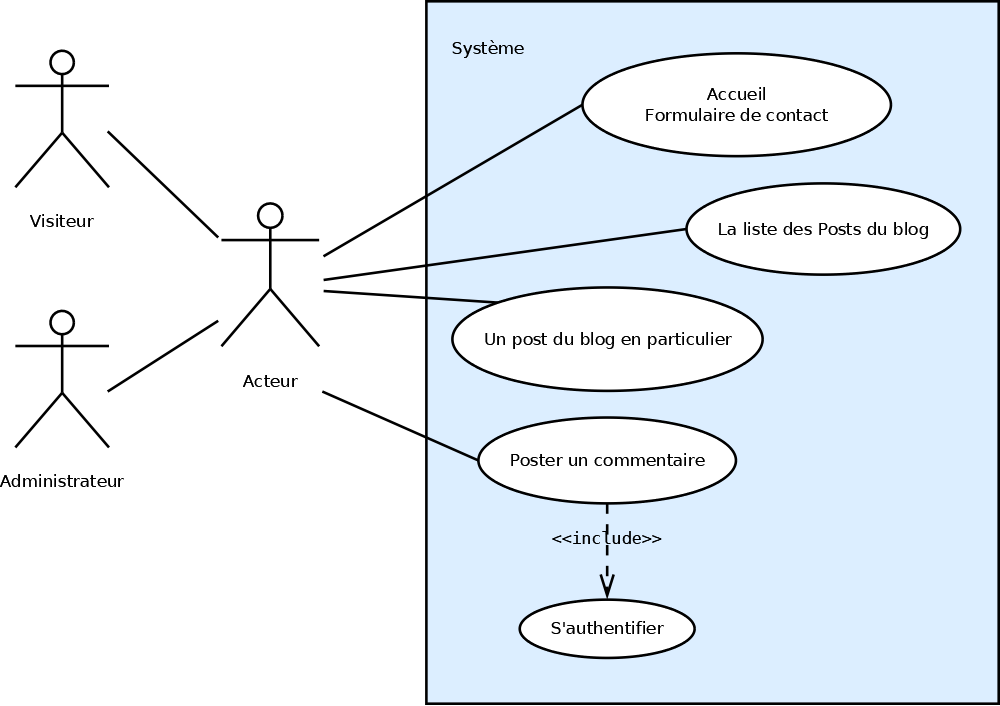 Système
Accueil
Formulaire de contact
Visiteur
La liste des Posts du blog
Un post du blog en particulier
Acteur
Poster un commentaire
Administrateur
<<include>>
S'authentifier